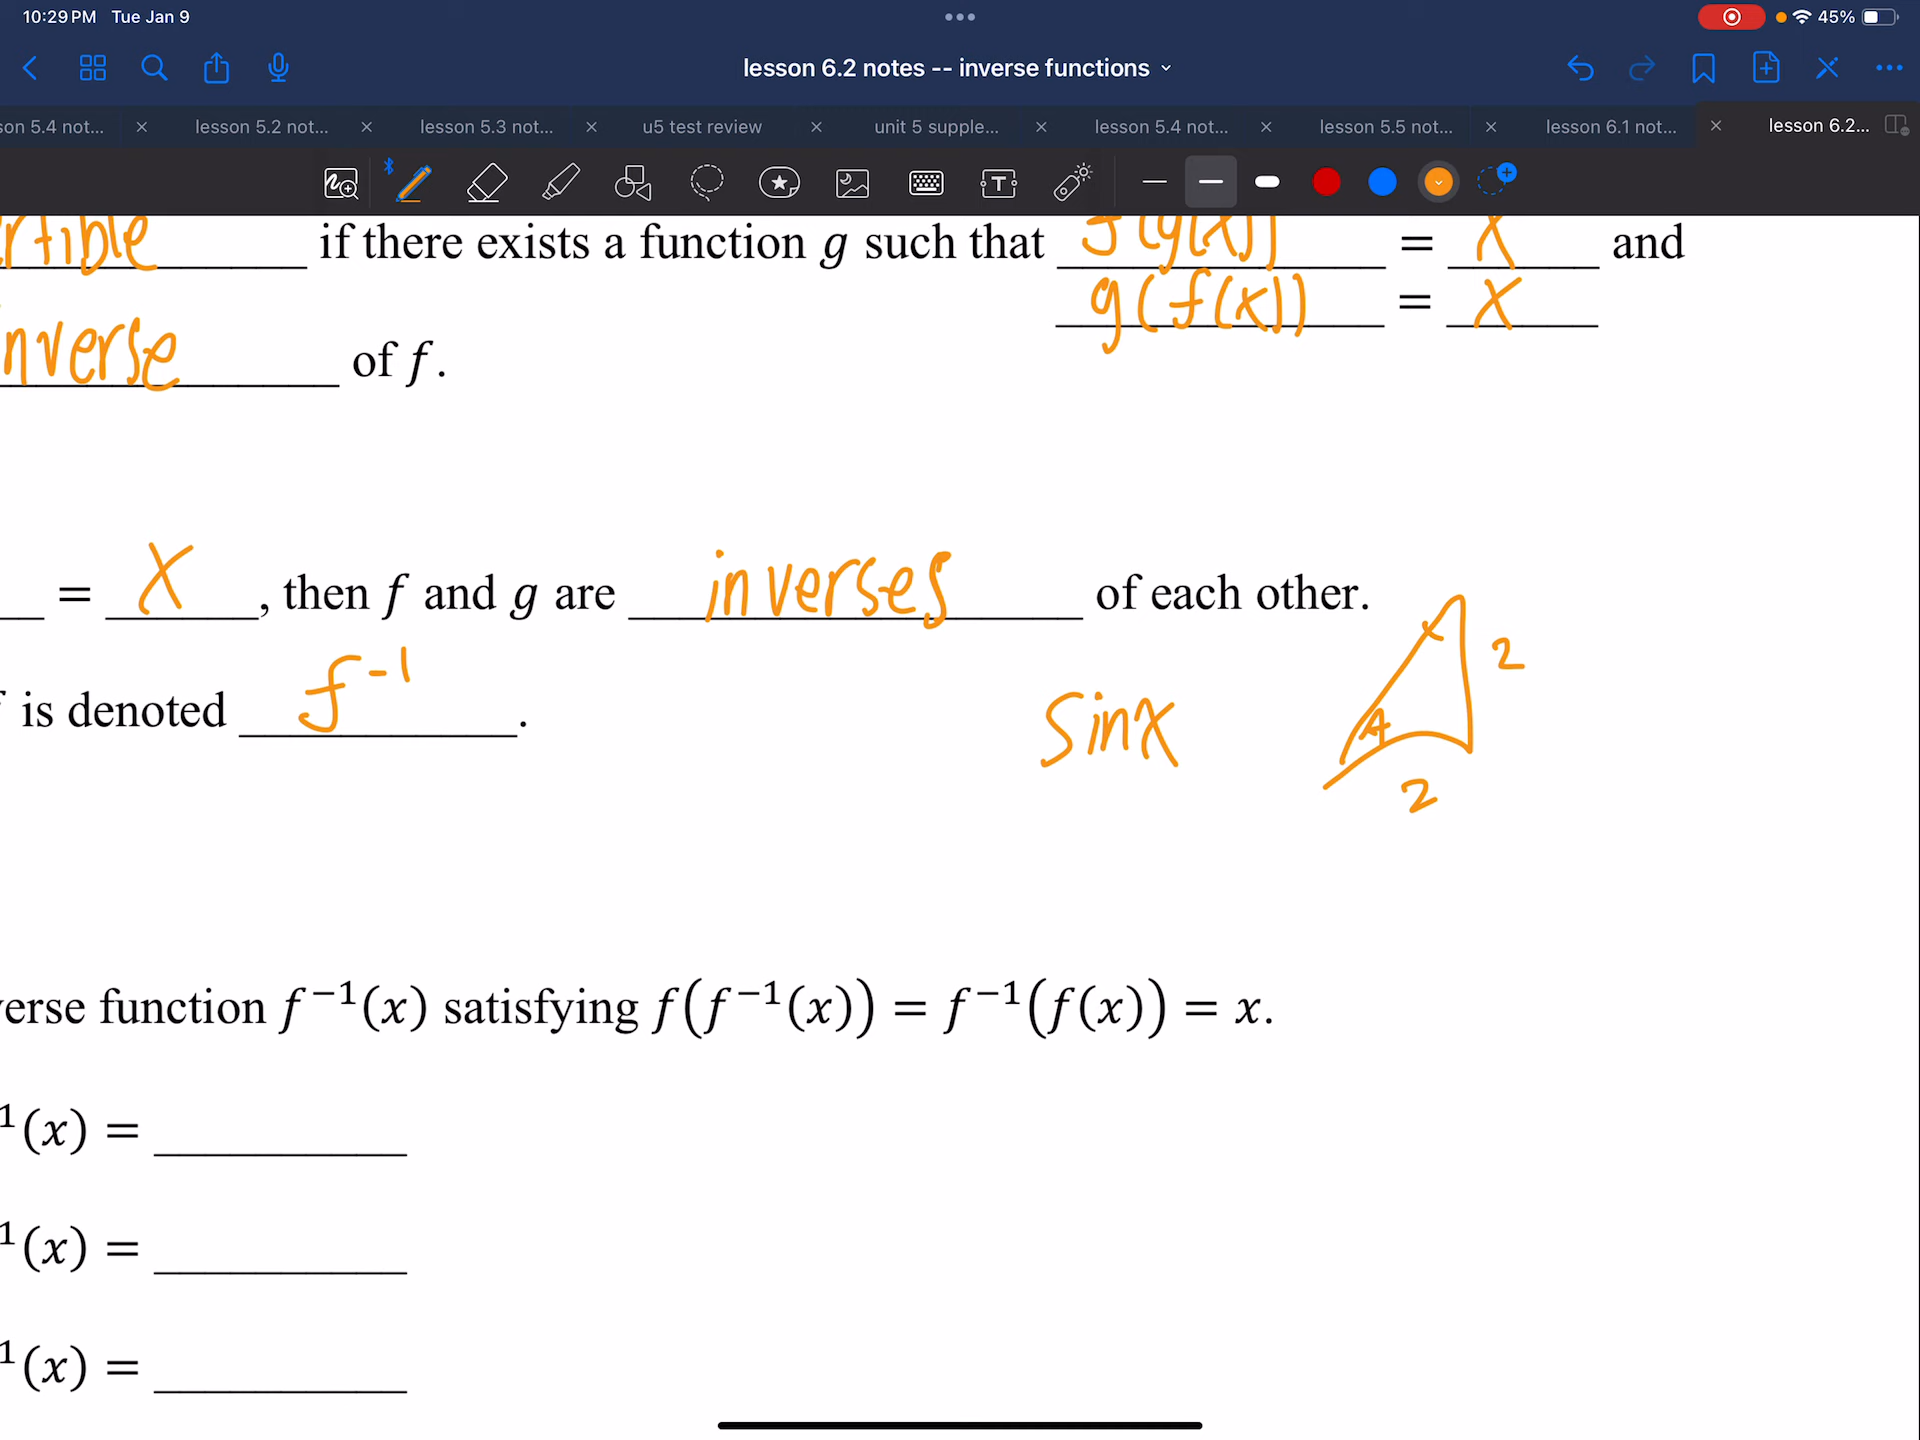 10:29 PM Tue Jan 9
45%
lesson 6.2 notes -- inverse functions
son 5.4 not... lesson 5.2 not... lesson 5.3 not... u5 test review unit 5 supple... lesson 5.4 not... lesson 5.5 not... lesson 6.1 not... lesson 6.2...
rtible if there exists a function g such that f(g(x)) = x and
g(f(x)) = x
nverse of f.
= x, then f and g are inverses of each other.
is denoted f⁻¹.
sinx
2
A
2
erse function f⁻¹(x) satisfying f(f⁻¹(x)) = f⁻¹(f(x)) = x.
¹(x) =
¹(x) =
¹(x) =